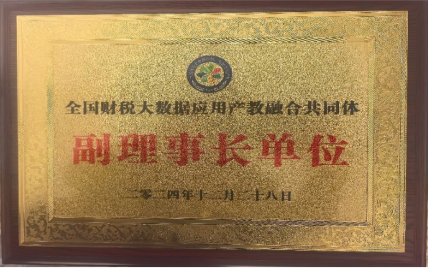 全国财税大数据应用产教融合共同体
副理事长单位
二零二四年十二月二十八日